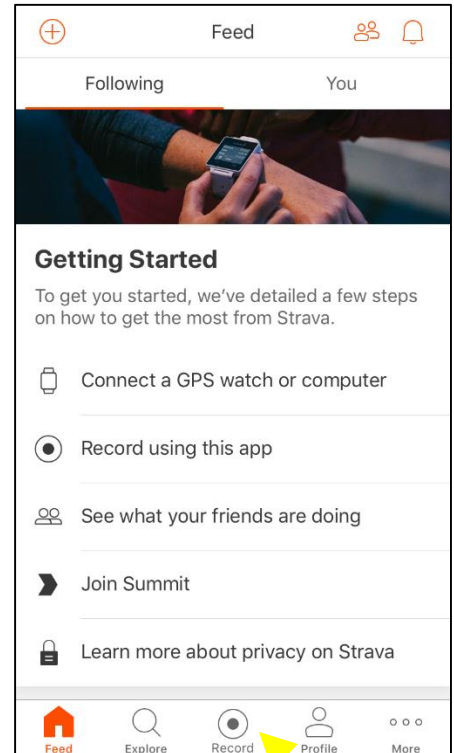 Feed
Following You
Getting Started
To get you started, we've detailed a few steps
on how to get the most from Strava.
Connect a GPS watch or computer
Record using this app
See what your friends are doing
Join Summit
Learn more about privacy on Strava
Feed Explore Record Profile More